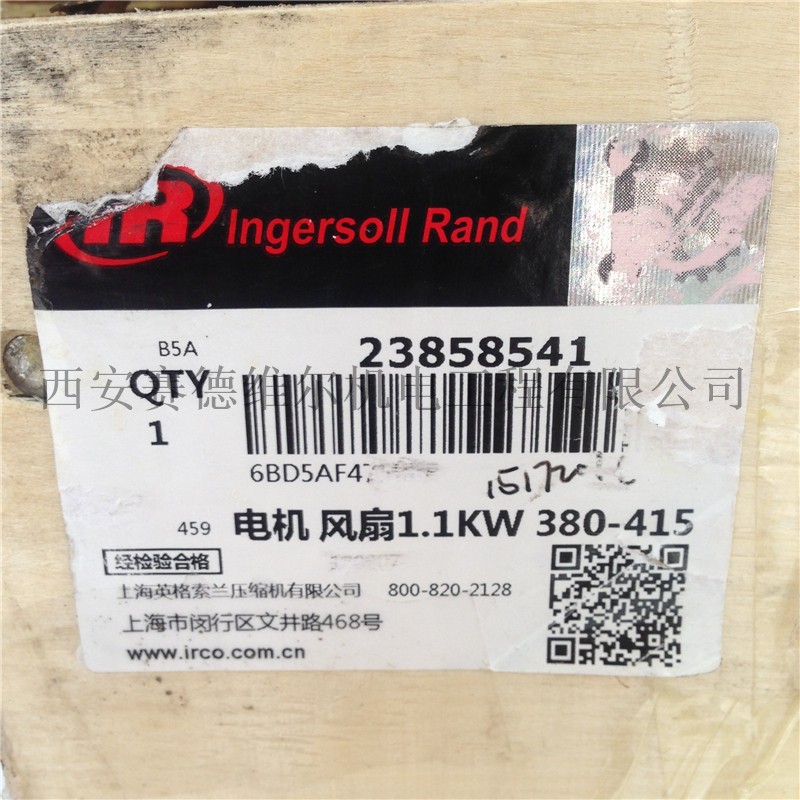 IR Ingersoll Rand
B5A
23858541
QTY
西安赛德维尔机电工程有限公司
1
6BD5AF47
459
电机 风扇1.1KW 380-415
经检验合格
上海英格索兰压缩机有限公司 800-820-2128
上海市闵行区文井路468号
www.irco.com.cn